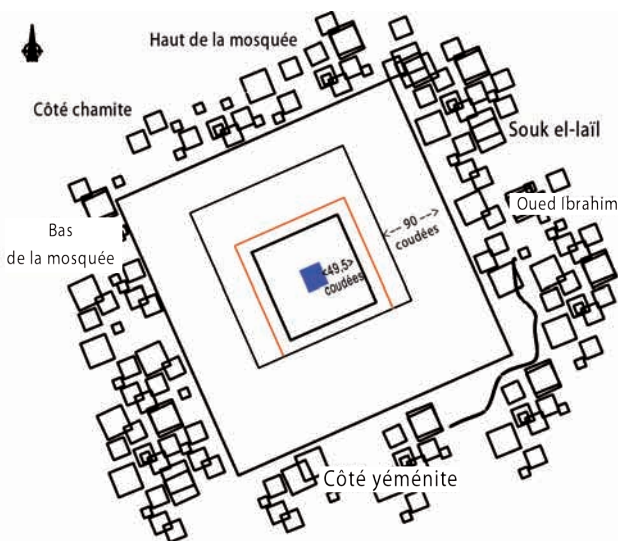 Haut de la mosquée
Côté chamite
Souk el-laïl
Oued Ibrahim
Bas
de la mosquée
<--- 90 --->
coudées
<49,5>
coudées
Côté yéménite